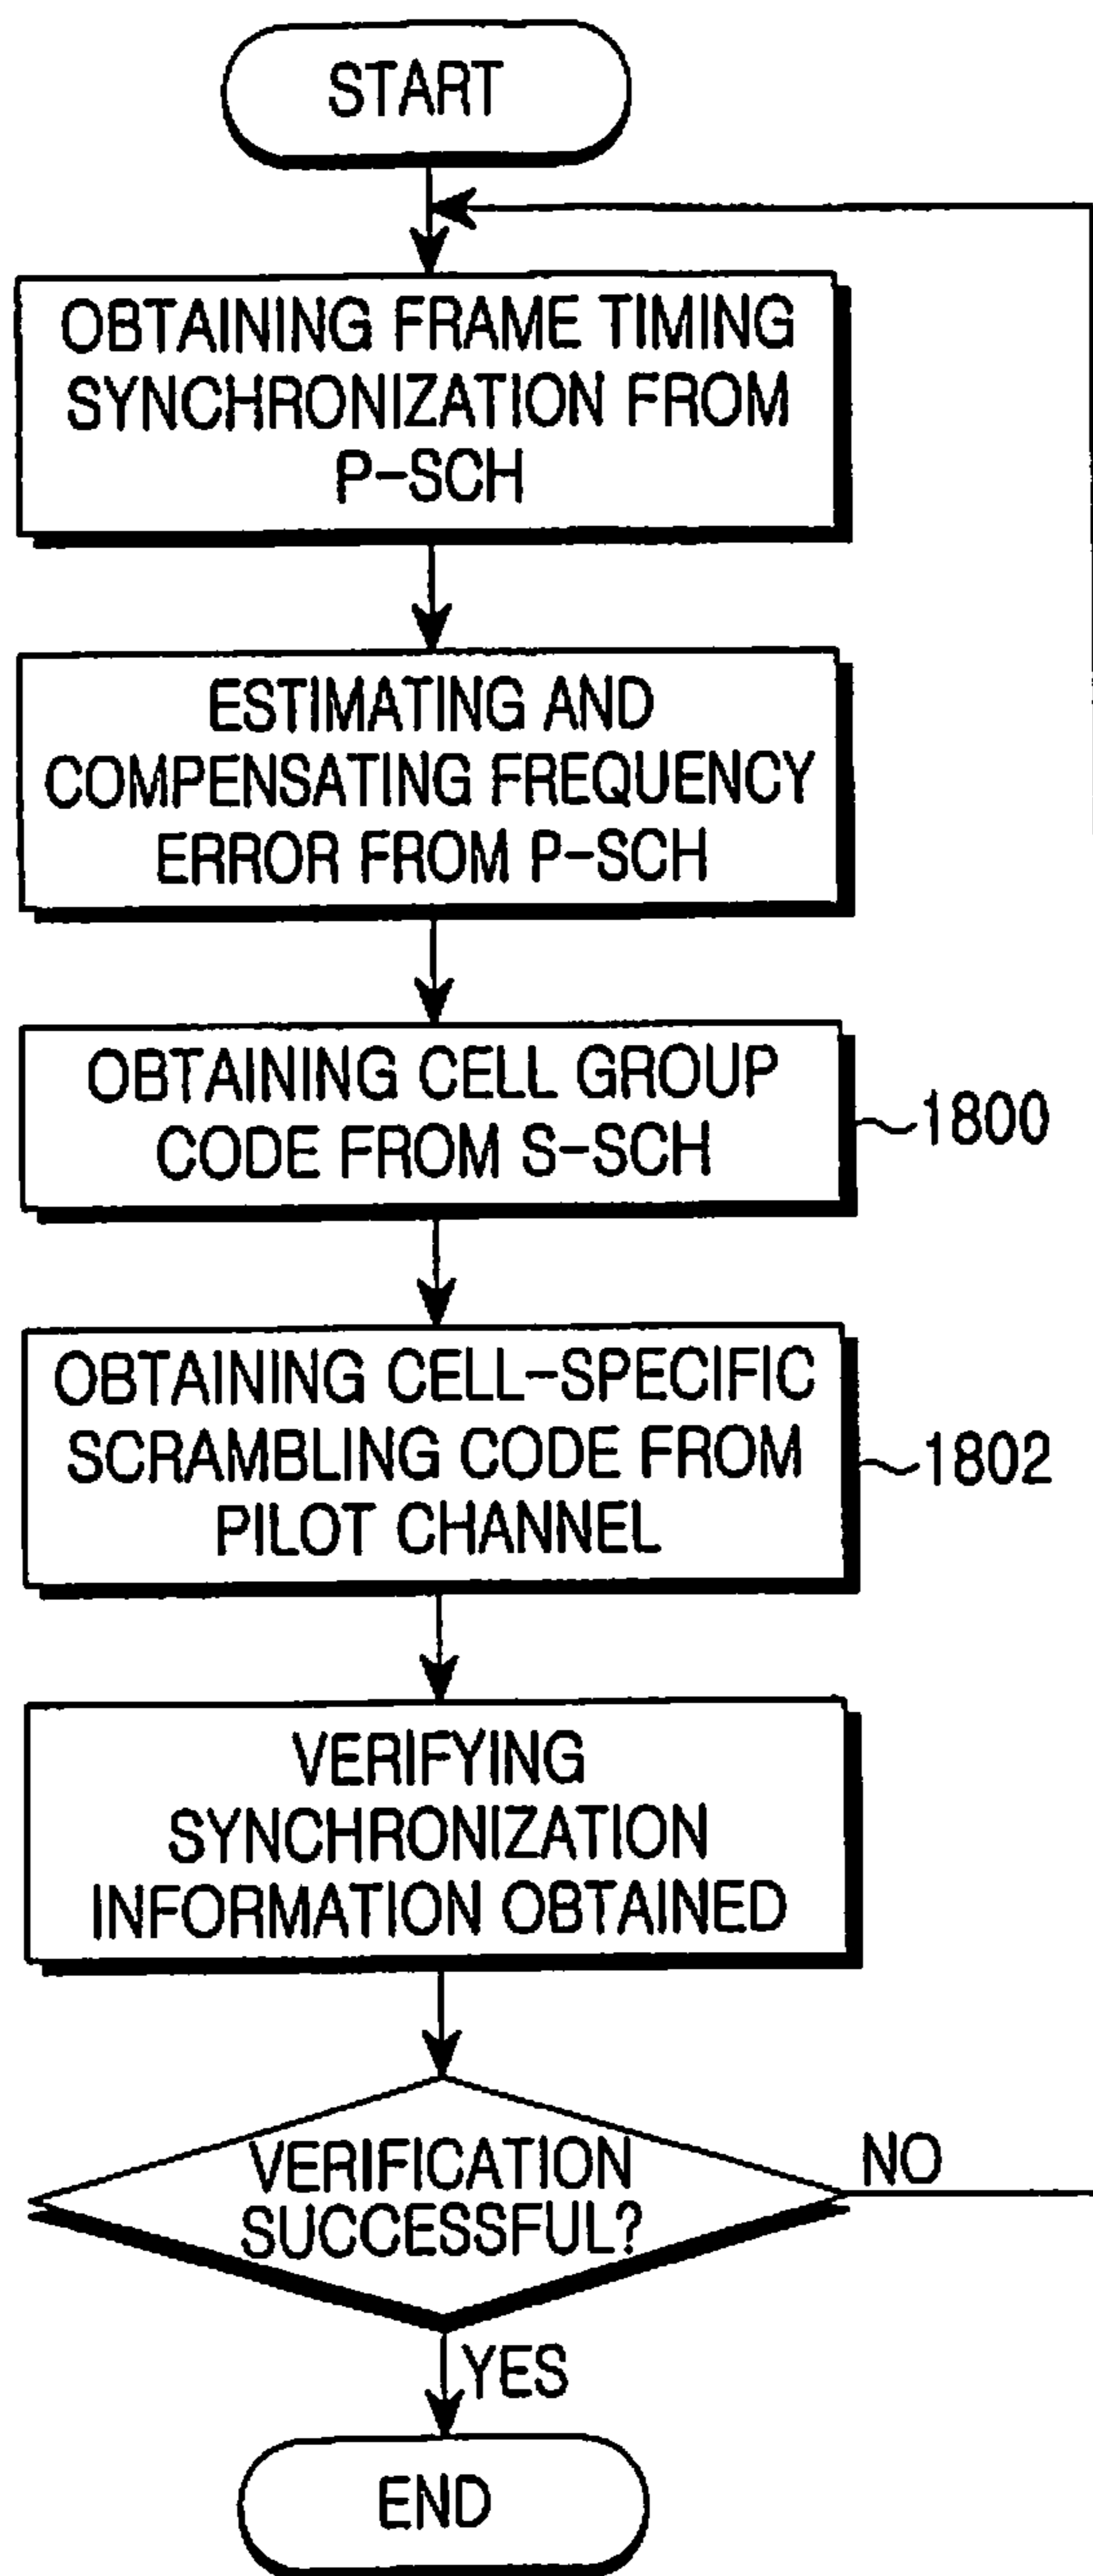 START
OBTAINING FRAME TIMING
SYNCHRONIZATION FROM
P-SCH
ESTIMATING AND
COMPENSATING FREQUENCY
ERROR FROM P-SCH
OBTAINING CELL GROUP
CODE FROM S-SCH
1800
OBTAINING CELL-SPECIFIC
SCRAMBLING CODE FROM
PILOT CHANNEL
1802
VERIFYING
SYNCHRONIZATION
INFORMATION OBTAINED
VERIFICATION
SUCCESSFUL?
NO
YES
END